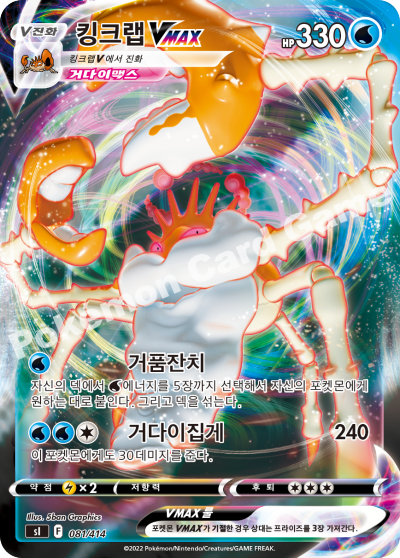 V진화
킹크랩 VMAX HP 330
킹크랩V에서 진화
거다이맥스
Pokémon Card Game
거품잔치
자신의 덱에서 에너지를 5장까지 선택해서 자신의 포켓몬에게
원하는 대로 붙인다. 그리고 덱을 섞는다.
거다이집게 240
이 포켓몬에게도 30데미지를 준다.
약점 ×2 저항력 후퇴
Illus. 5ban Graphics
sI F 081/414
VMAX 룰
포켓몬VMAX가 기절한 경우 상대는 프라이즈를 3장 가져간다.
©2022 Pokémon/Nintendo/Creatures/GAME FREAK.